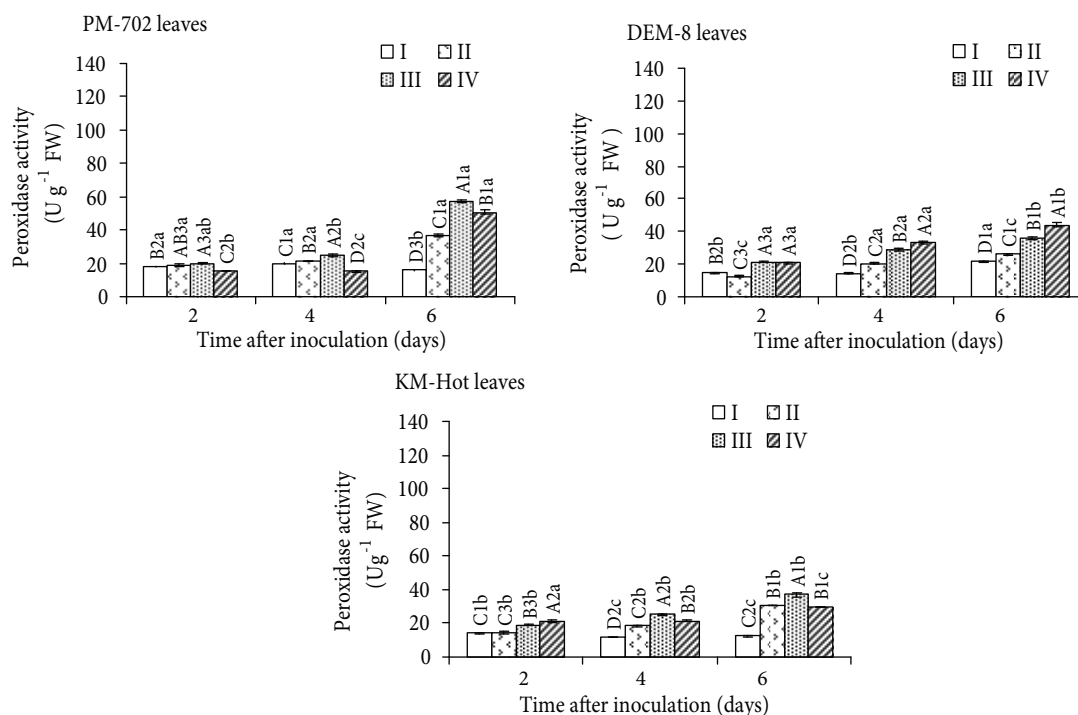 PM-702 leaves
I II
III IV
Peroxidase activity
(U g-1 FW)
140
120
100
80
60
40
20
0
B2a AB3a A3ab C2b
C1a B2a A2b D2c
D3b C1a A1a B1a
2 4 6
Time after inoculation (days)
DEM-8 leaves
I II
III IV
Peroxidase activity
( U g-1 FW )
140
120
100
80
60
40
20
0
B2b C3c A3a A3a
D2b C2a B2a A2a
D1a C1c B1b A1b
2 4 6
Time after inoculation (days)
KM-Hot leaves
I II
III IV
Peroxidase activity
(Ug-1 FW)
140
120
100
80
60
40
20
0
C1b C3b B3b A2a
D2c C2b A2b B2b
C2c B1b A1b B1c
2 4 6
Time after inoculation (days)